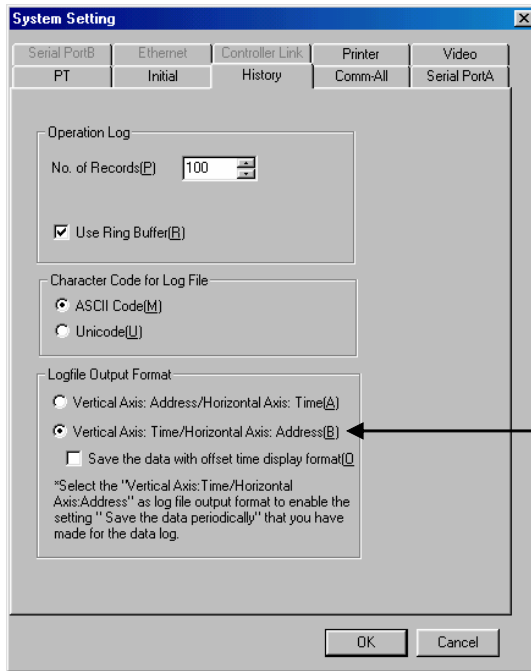 System Setting
Serial PortB Ethernet Controller Link Printer Video
PT Initial History Comm-All Serial PortA
Operation Log
No. of Records(P) 100
Use Ring Buffer(R)
Character Code for Log File
ASCII Code(M)
Unicode(U)
Logfile Output Format
Vertical Axis: Address/Horizontal Axis: Time(A)
Vertical Axis: Time/Horizontal Axis: Address(B)
Save the data with offset time display format(O
*Select the "Vertical Axis:Time/Horizontal
Axis:Address" as log file output format to enable the
setting " Save the data periodically" that you have
made for the data log.
OK Cancel